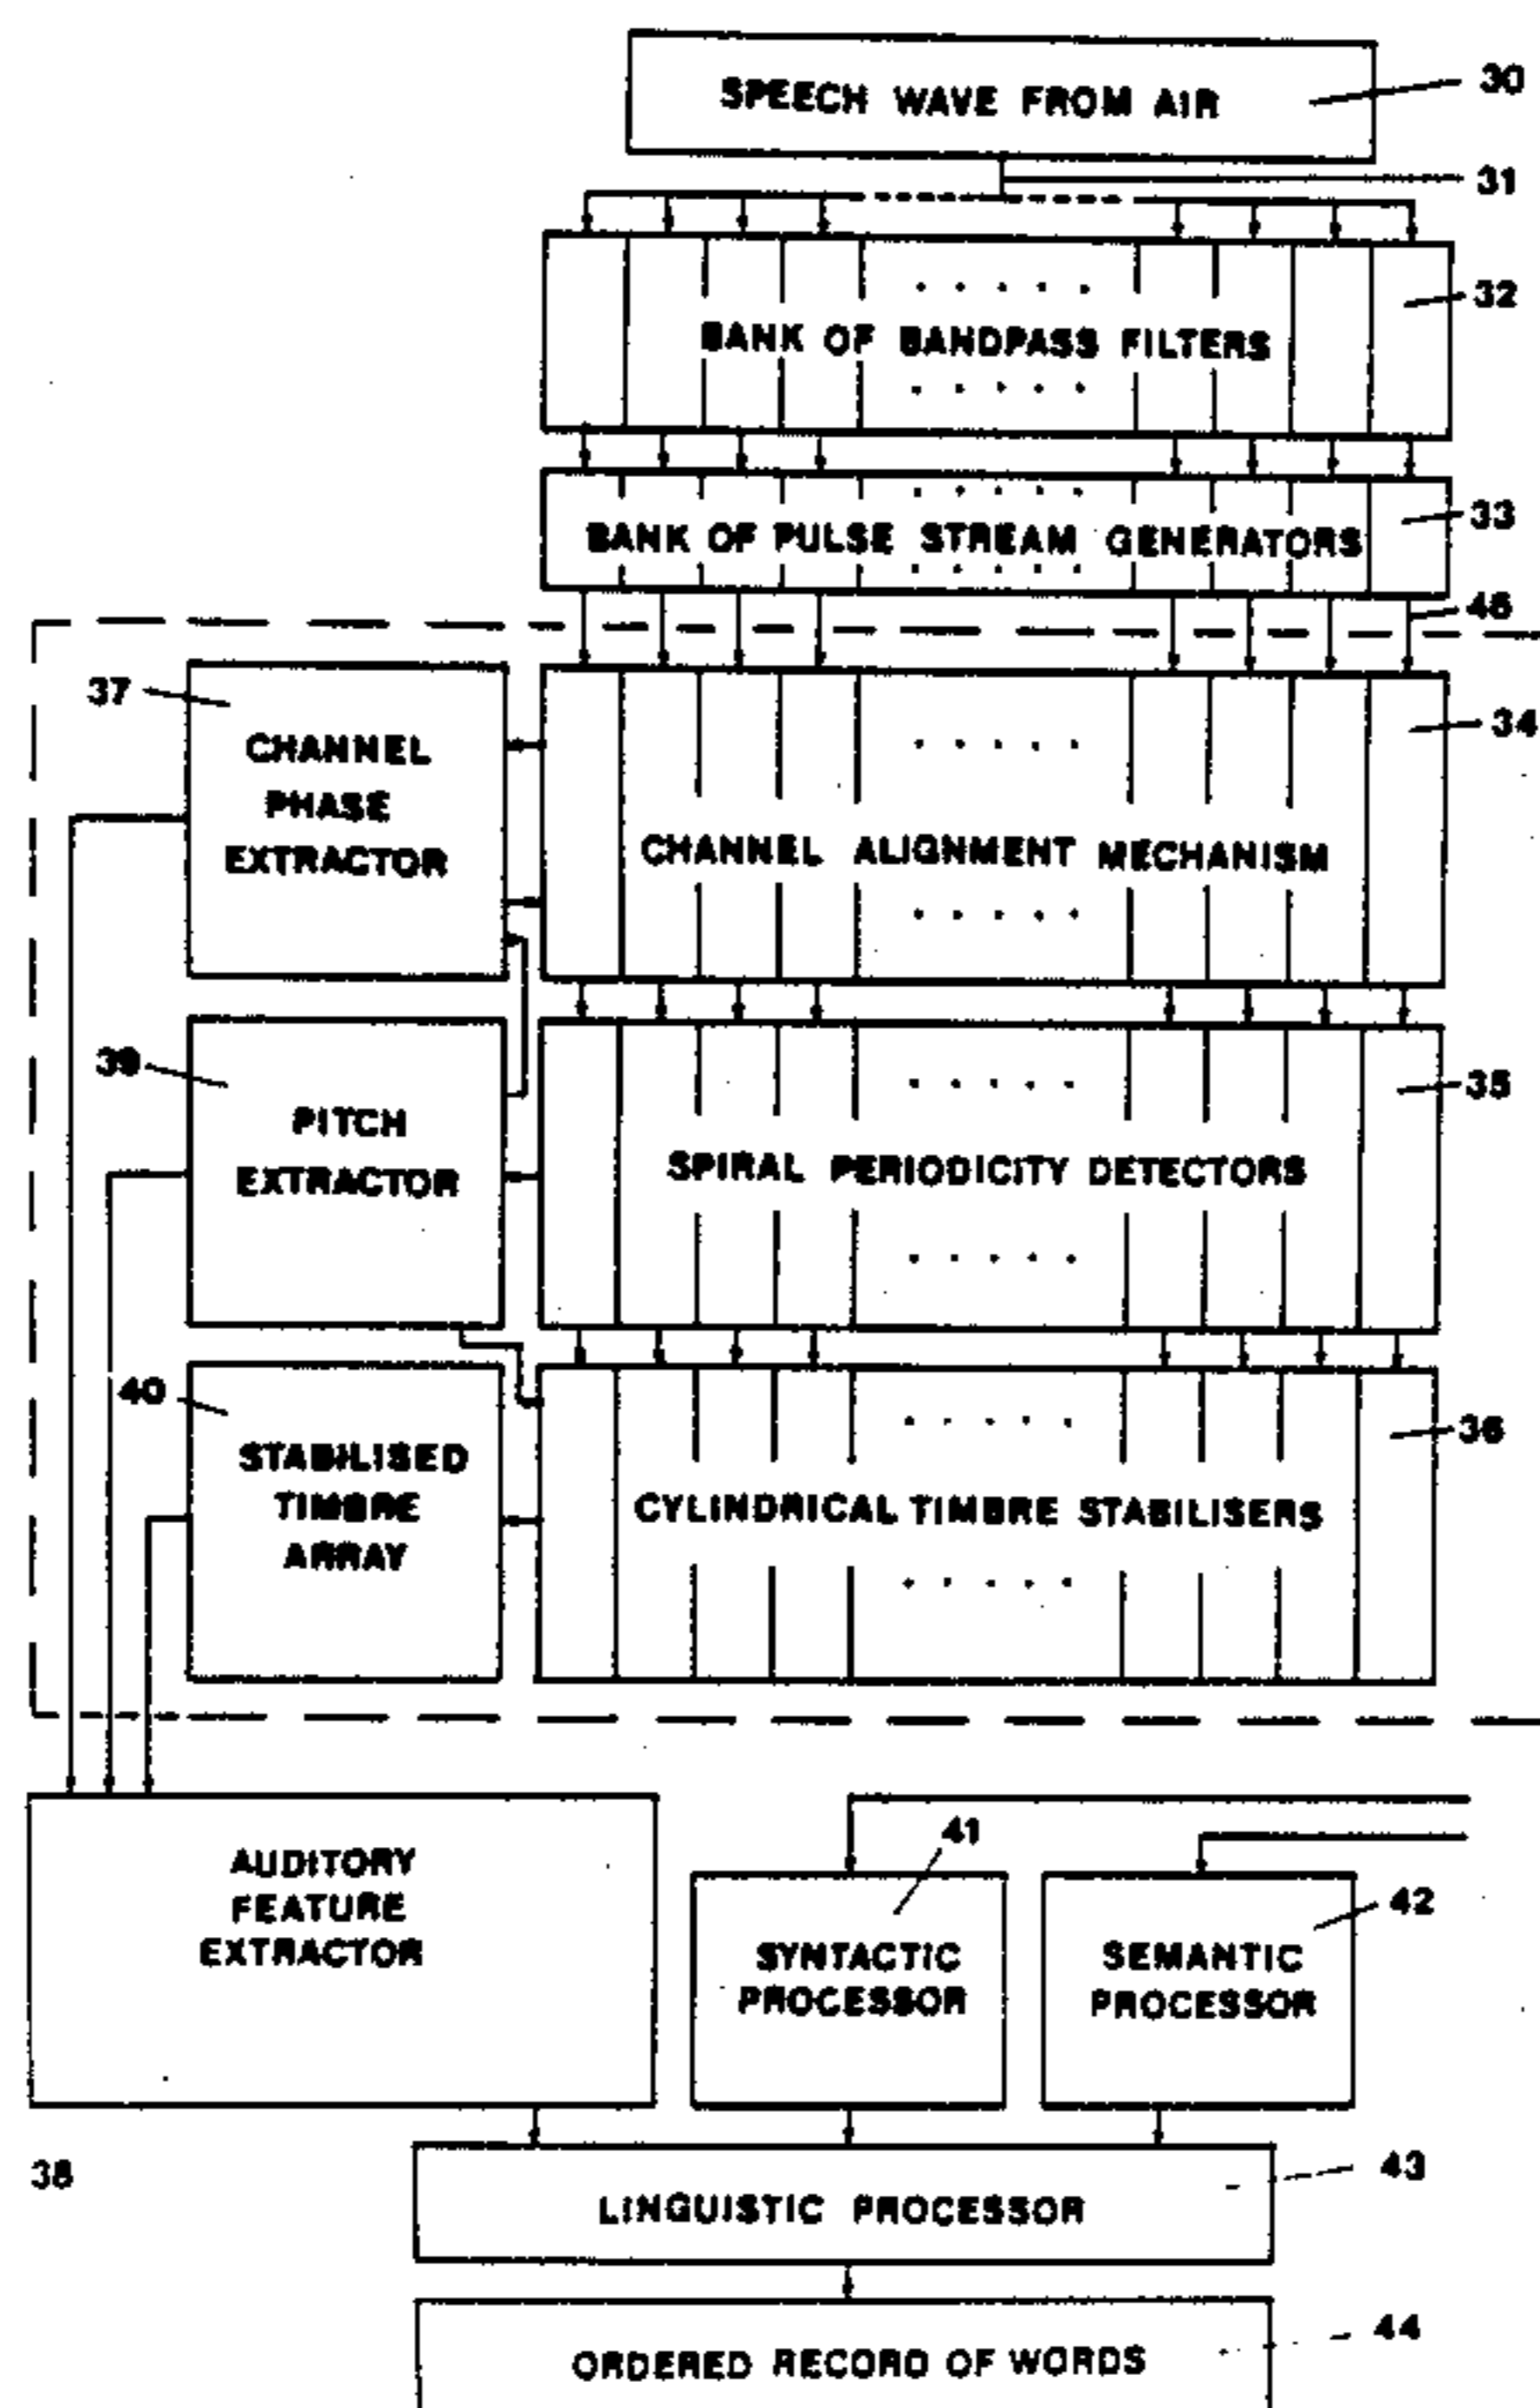 SPEECH WAVE FROM AIR
30
31
32
BANK OF BANDPASS FILTERS
33
BANK OF PULSE STREAM GENERATORS
45
37
CHANNEL
PHASE
EXTRACTOR
34
CHANNEL ALIGNMENT MECHANISM
39
PITCH
EXTRACTOR
35
SPIRAL PERIODICITY DETECTORS
40
STABILISED
TIMBRE
ARRAY
36
CYLINDRICAL TIMBRE STABILISERS
AUDITORY
FEATURE
EXTRACTOR
41
SYNTACTIC
PROCESSOR
42
SEMANTIC
PROCESSOR
38
43
LINGUISTIC PROCESSOR
44
ORDERED RECORD OF WORDS